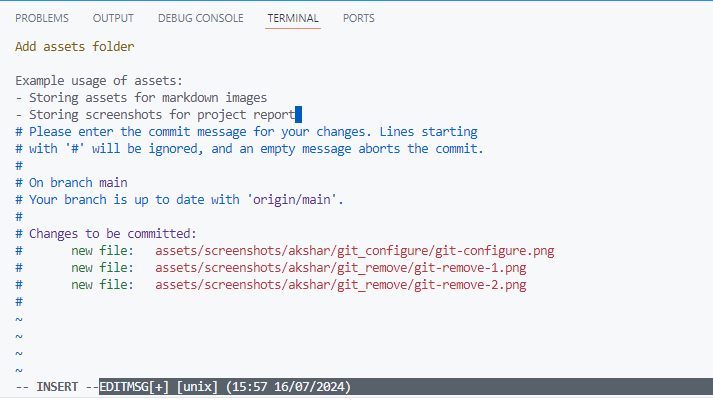 PROBLEMS OUTPUT DEBUG CONSOLE TERMINAL PORTS
Add assets folder
Example usage of assets:
- Storing assets for markdown images
- Storing screenshots for project report
# Please enter the commit message for your changes. Lines starting
# with '#' will be ignored, and an empty message aborts the commit.
#
# On branch main
# Your branch is up to date with 'origin/main'.
#
# Changes to be committed:
#       new file:   assets/screenshots/akshar/git_configure/git-configure.png
#       new file:   assets/screenshots/akshar/git_remove/git-remove-1.png
#       new file:   assets/screenshots/akshar/git_remove/git-remove-2.png
#
~
~
~
~
-- INSERT --EDITMSG[+] [unix] (15:57 16/07/2024)